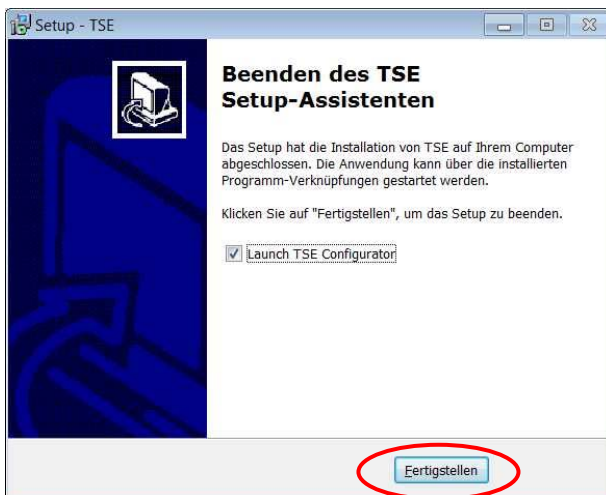 Setup - TSE
Beenden des TSE
Setup-Assistenten
Das Setup hat die Installation von TSE auf Ihrem Computer
abgeschlossen. Die Anwendung kann über die installierten
Programm-Verknüpfungen gestartet werden.
Klicken Sie auf "Fertigstellen", um das Setup zu beenden.
Launch TSE Configurator
Fertigstellen